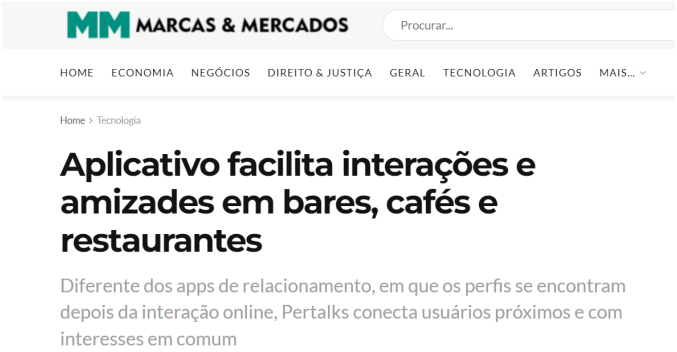 MM MARCAS & MERCADOS
Procurar...
HOME ECONOMIA NEGÓCIOS DIREITO & JUSTIÇA GERAL TECNOLOGIA ARTIGOS MAIS...
Home > Tecnologia
Aplicativo facilita interações e
amizades em bares, cafés e
restaurantes
Diferente dos apps de relacionamento, em que os perfis se encontram
depois da interação online, Pertalks conecta usuários próximos e com
interesses em comum